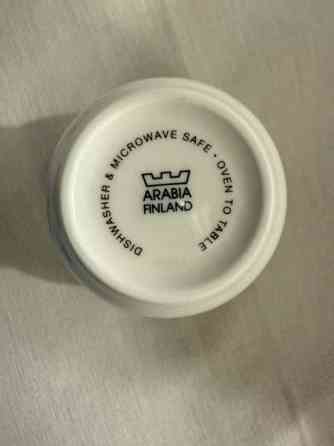 DISHWASHER & MICROWAVE SAFE · OVEN TO TABLE
ARABIA
FINLAND